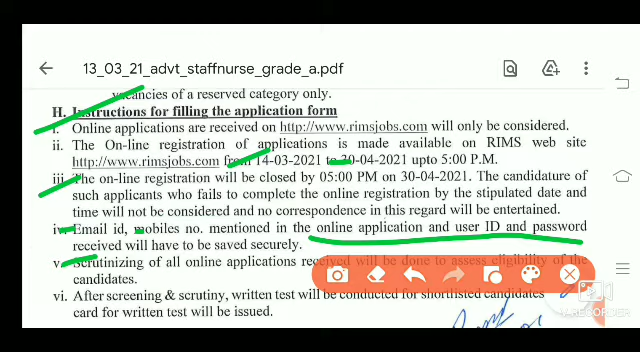 13_03_21_advt_staffnurse_grade_a.pdf
vacancies of a reserved category only.
H. Instructions for filling the application form
i. Online applications are received on http://www.rimsjobs.com will only be considered.
ii. The On-line registration of applications is made available on RIMS web site
http://www.rimsjobs.com from 14-03-2021 to 30-04-2021 upto 5:00 P.M.
iii. The on-line registration will be closed by 05:00 PM on 30-04-2021. The candidature of
such applicants who fails to complete the online registration by the stipulated date and
time will not be considered and no correspondence in this regard will be entertained.
iv. Email id, mobiles no. mentioned in the online application and user ID and password
received will have to be saved securely.
v. Scrutinizing of all online applications received will be done to assess eligibility of the
candidates.
vi. After screening & scrutiny, written test will be conducted for shortlisted candidates
card for written test will be issued.